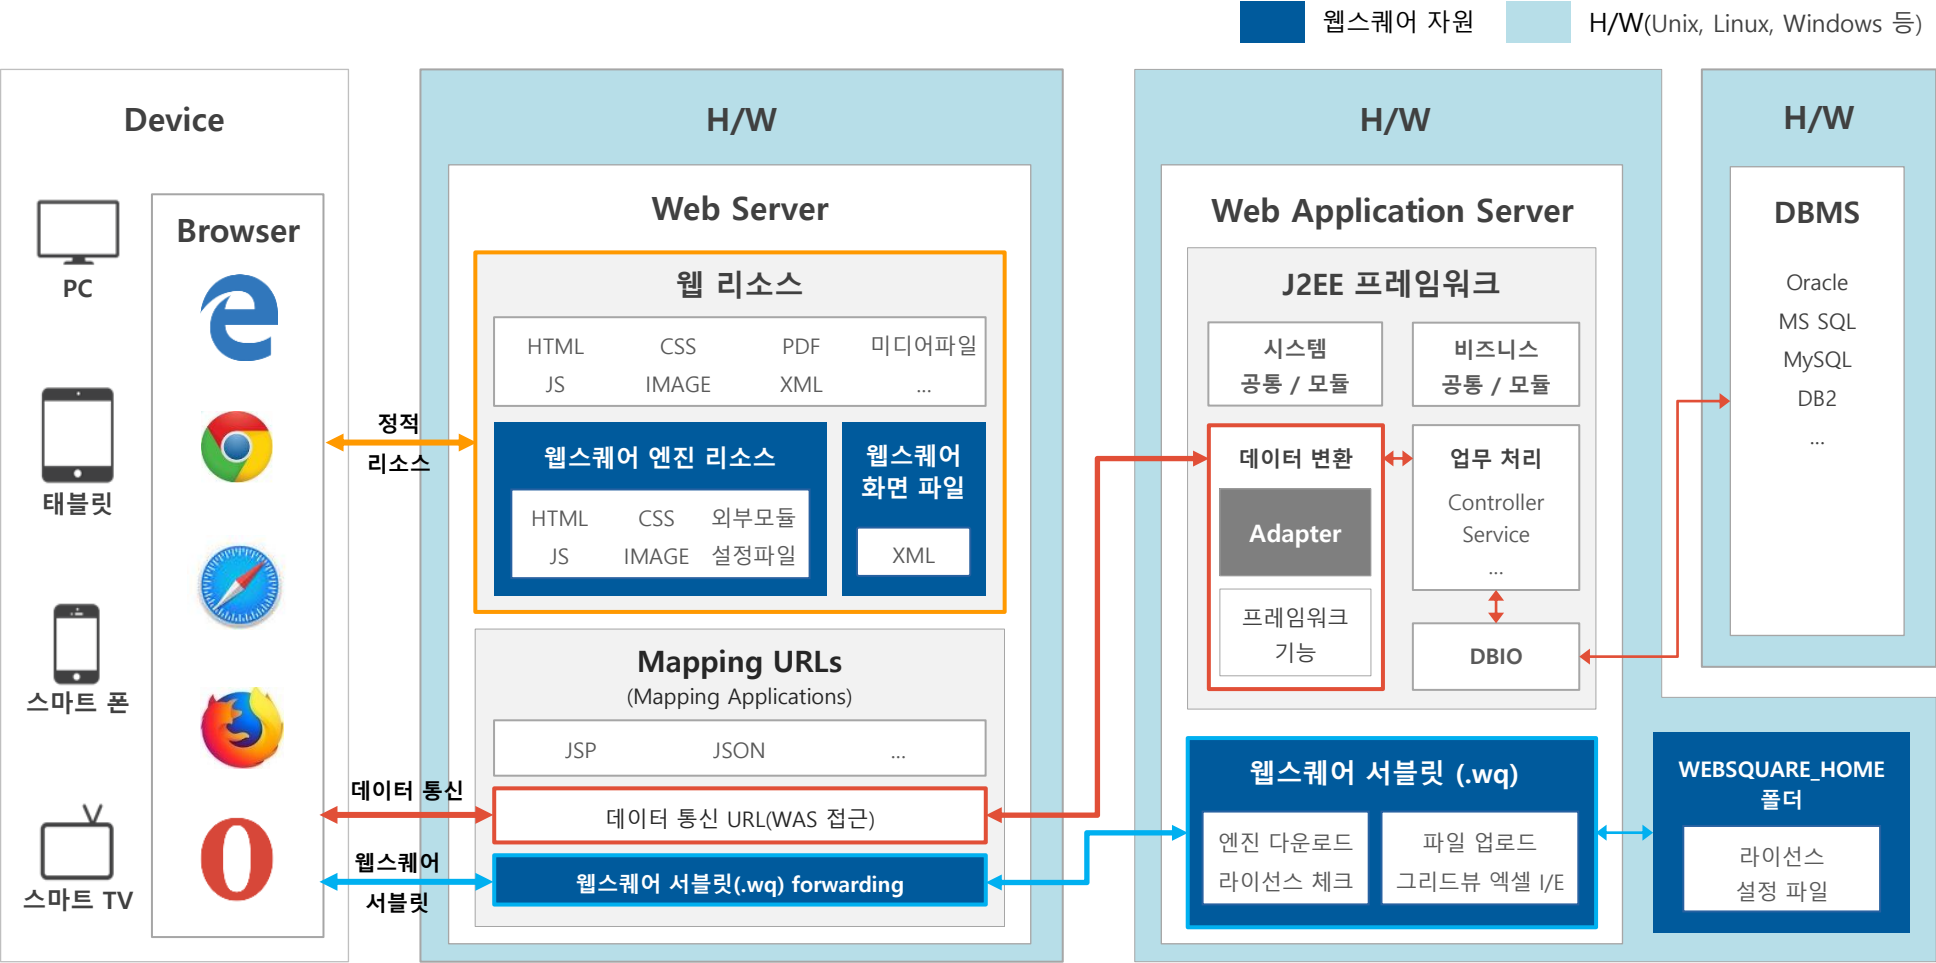 웹스퀘어 자원
H/W(Unix, Linux, Windows 등)
Device
PC
태블릿
스마트 폰
스마트 TV
Browser
정적
리소스
데이터 통신
웹스퀘어
서블릿
H/W
Web Server
웹 리소스
HTML CSS PDF 미디어파일
JS IMAGE XML ...
웹스퀘어 엔진 리소스
HTML CSS 외부모듈
JS IMAGE 설정파일
웹스퀘어
화면 파일
XML
Mapping URLs
(Mapping Applications)
JSP JSON ...
데이터 통신 URL(WAS 접근)
웹스퀘어 서블릿(.wq) forwarding
H/W
Web Application Server
J2EE 프레임워크
시스템
공통 / 모듈
비즈니스
공통 / 모듈
데이터 변환
Adapter
프레임워크
기능
업무 처리
Controller
Service
...
DBIO
웹스퀘어 서블릿 (.wq)
엔진 다운로드
라이선스 체크
파일 업로드
그리드뷰 엑셀 I/E
H/W
DBMS
Oracle
MS SQL
MySQL
DB2
...
WEBSQUARE_HOME
폴더
라이선스
설정 파일